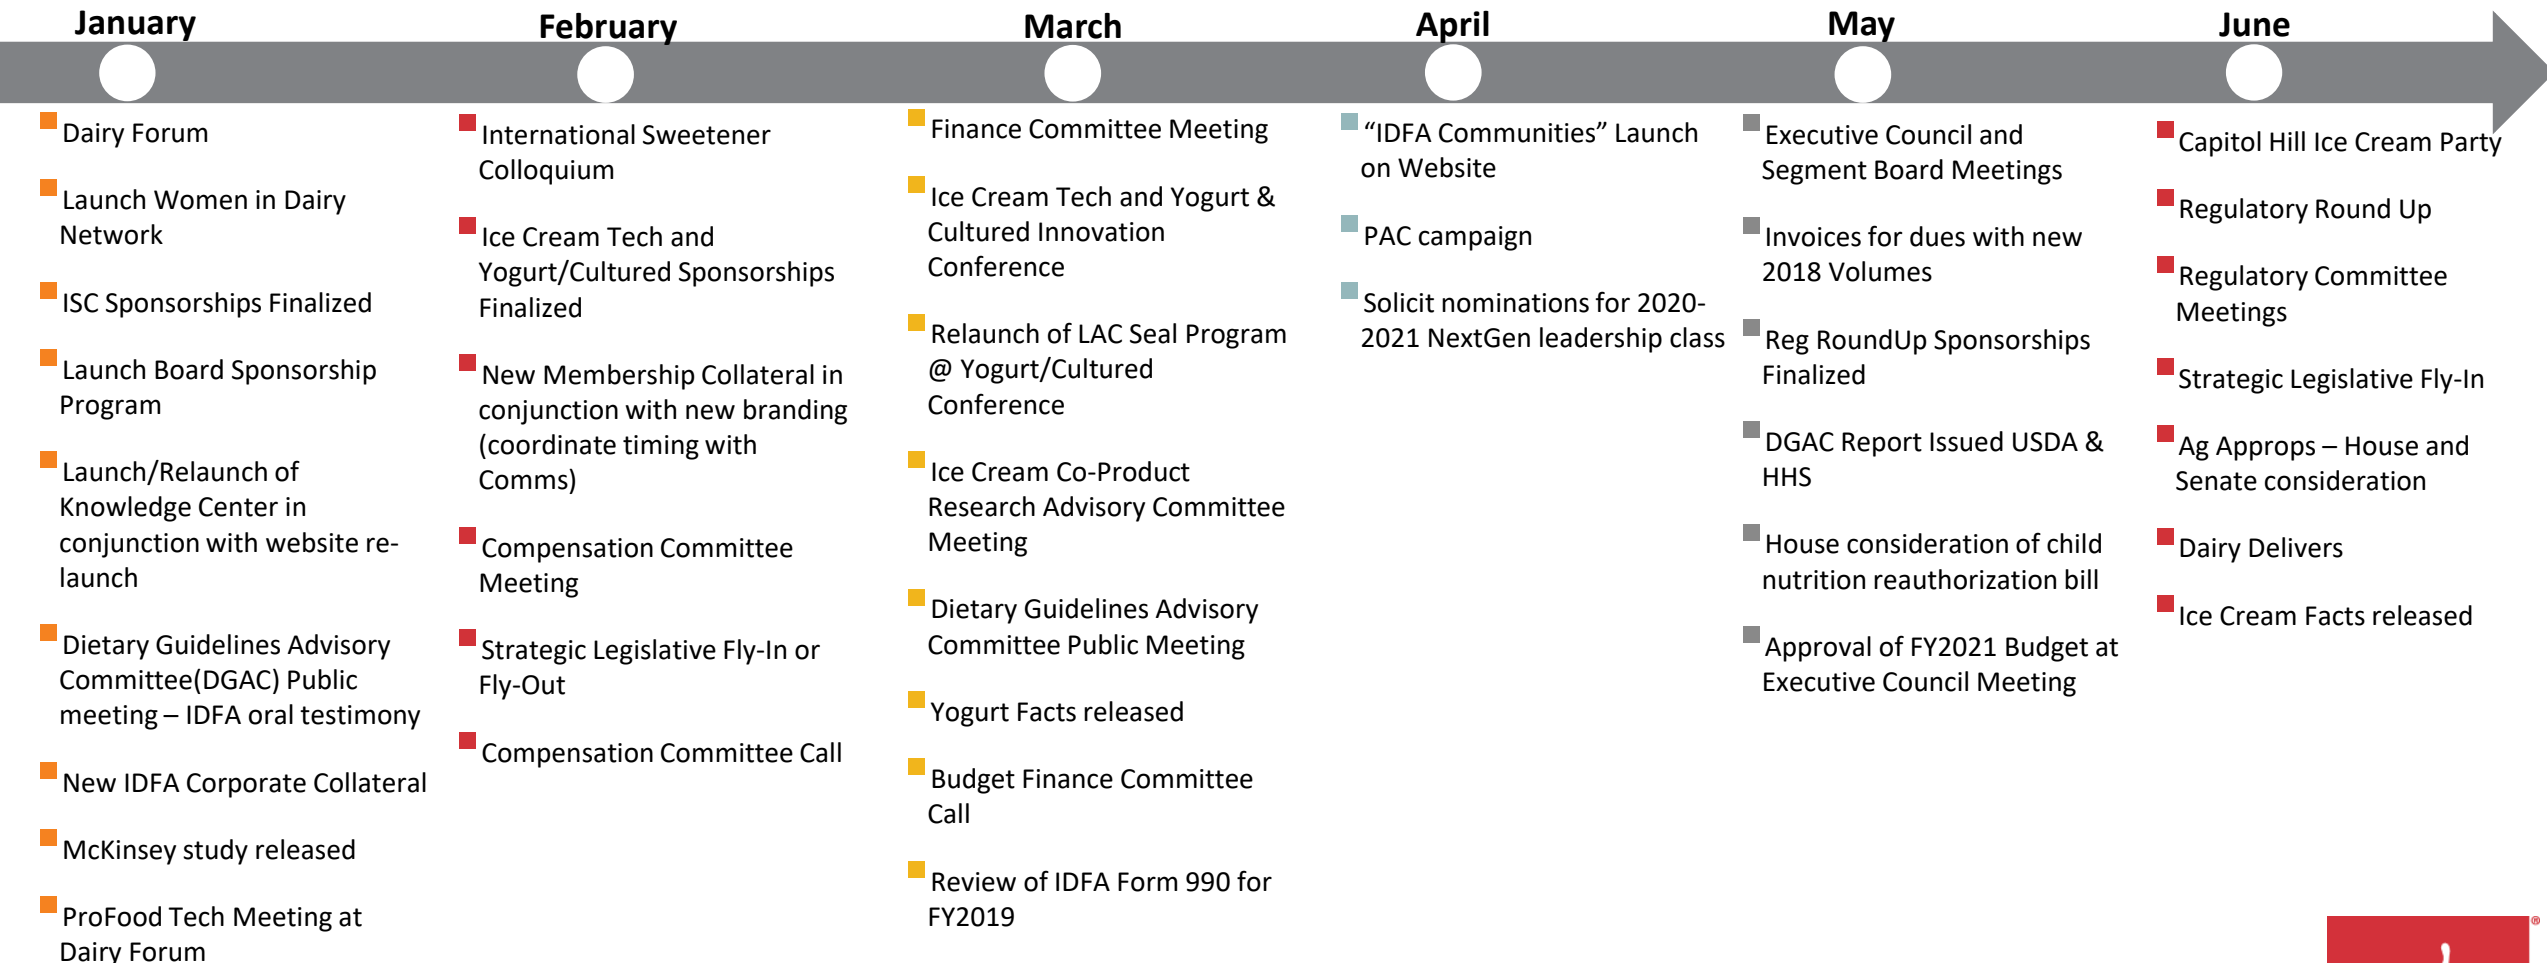 January
February
March
April
May
June
Dairy Forum
Launch Women in Dairy
Network
ISC Sponsorships Finalized
Launch Board Sponsorship
Program
Launch/Relaunch of
Knowledge Center in
conjunction with website re-
launch
Dietary Guidelines Advisory
Committee(DGAC) Public
meeting – IDFA oral testimony
New IDFA Corporate Collateral
McKinsey study released
ProFood Tech Meeting at
Dairy Forum
International Sweetener
Colloquium
Ice Cream Tech and
Yogurt/Cultured Sponsorships
Finalized
New Membership Collateral in
conjunction with new branding
(coordinate timing with
Comms)
Compensation Committee
Meeting
Strategic Legislative Fly-In or
Fly-Out
Compensation Committee Call
Finance Committee Meeting
Ice Cream Tech and Yogurt &
Cultured Innovation
Conference
Relaunch of LAC Seal Program
@ Yogurt/Cultured
Conference
Ice Cream Co-Product
Research Advisory Committee
Meeting
Dietary Guidelines Advisory
Committee Public Meeting
Yogurt Facts released
Budget Finance Committee
Call
Review of IDFA Form 990 for
FY2019
“IDFA Communities” Launch
on Website
PAC campaign
Solicit nominations for 2020-
2021 NextGen leadership class
Executive Council and
Segment Board Meetings
Invoices for dues with new
2018 Volumes
Reg RoundUp Sponsorships
Finalized
DGAC Report Issued USDA &
HHS
House consideration of child
nutrition reauthorization bill
Approval of FY2021 Budget at
Executive Council Meeting
Capitol Hill Ice Cream Party
Regulatory Round Up
Regulatory Committee
Meetings
Strategic Legislative Fly-In
Ag Approps – House and
Senate consideration
Dairy Delivers
Ice Cream Facts released
®